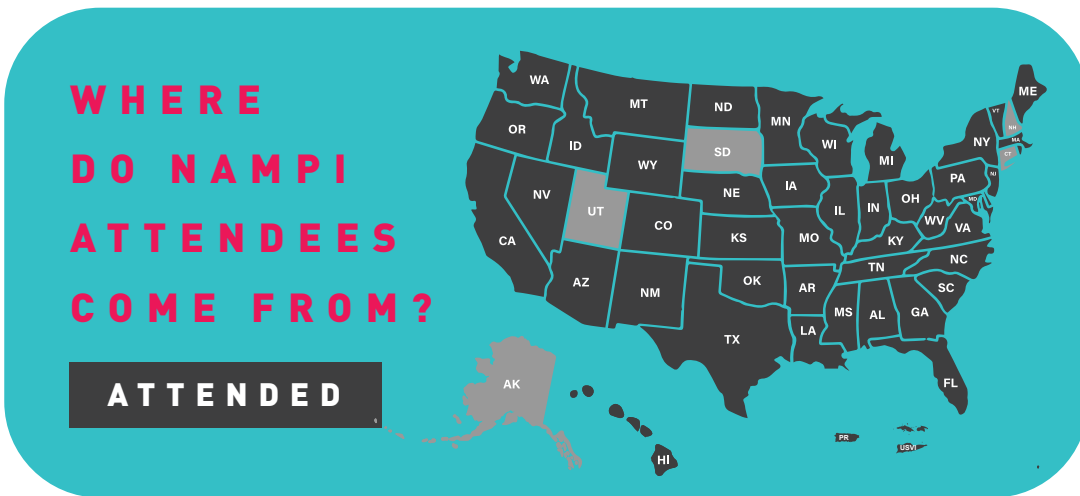 WHERE
DO NAMPI
ATTENDEES
COME FROM?
ATTENDED
WA
OR
CA
NV
ID
MT
WY
UT
AZ
CO
NM
ND
SD
NE
KS
OK
TX
MN
IA
MO
AR
LA
WI
IL
MI
IN
OH
KY
TN
MS
AL
GA
FL
SC
NC
VA
WV
PA
NY
MD
NJ
CT
MA
NH
VT
ME
AK
HI
PR
USVI